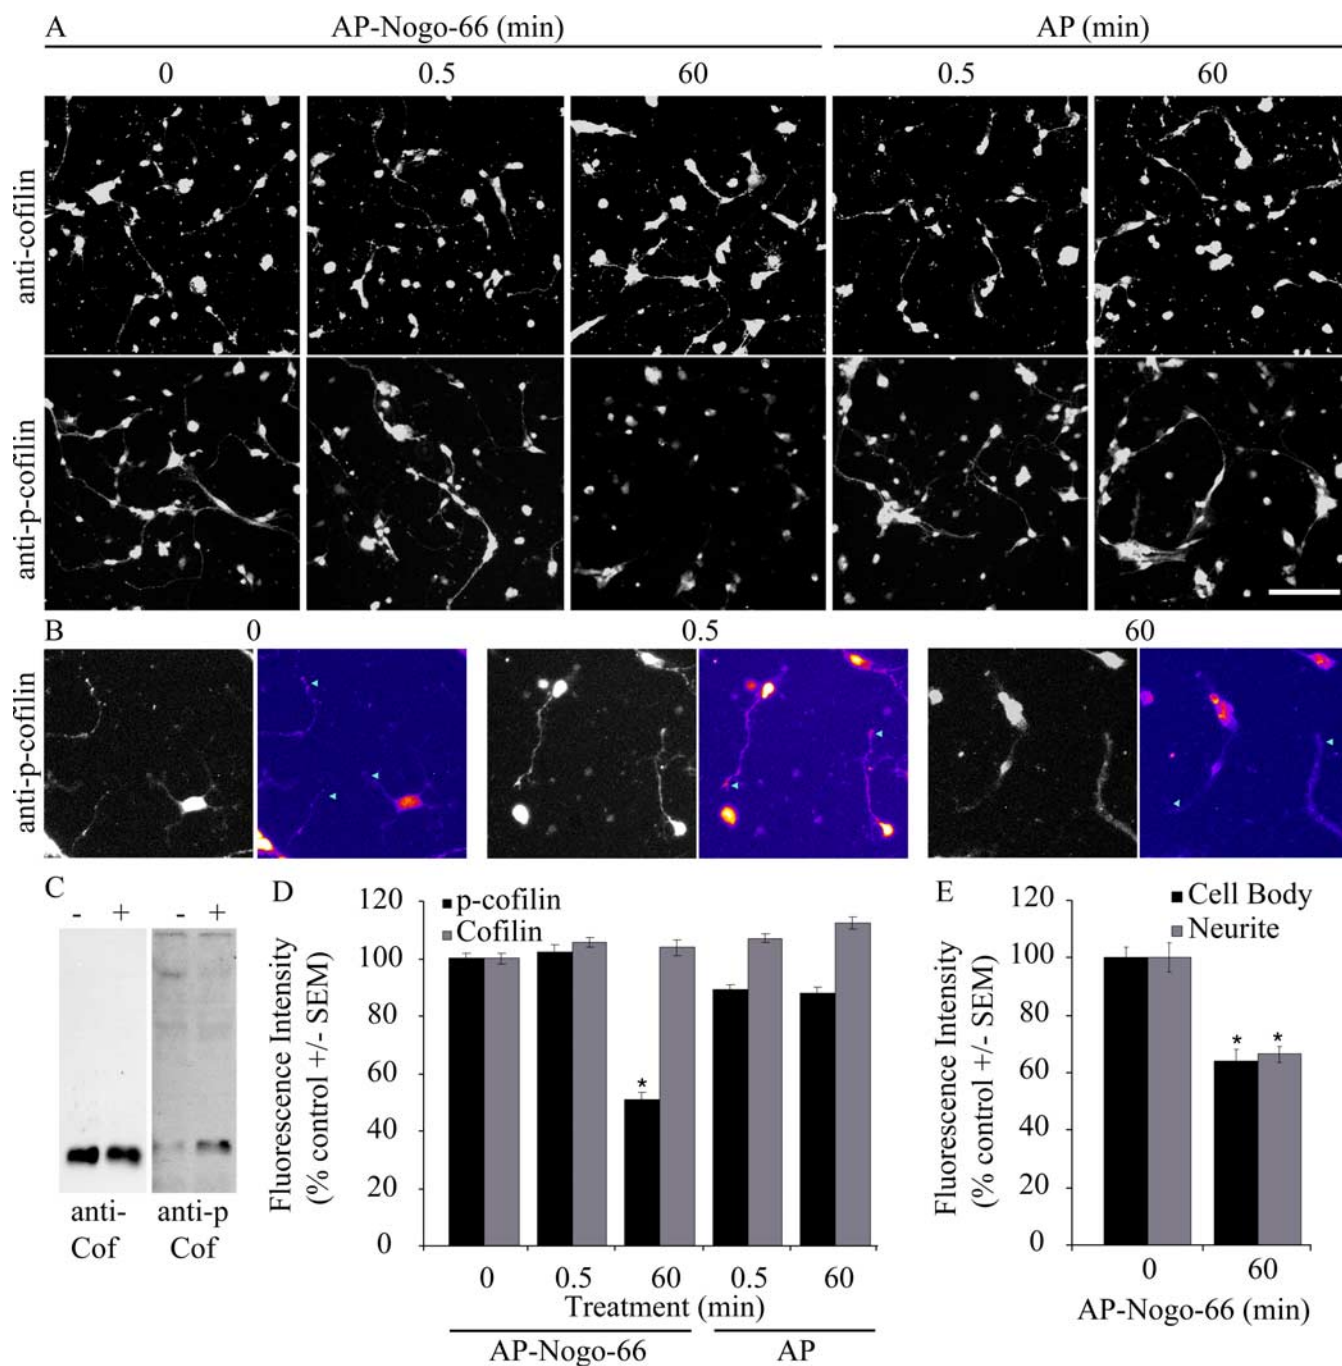 A
AP-Nogo-66 (min)
AP (min)
0
0.5
60
0.5
60
anti-cofilin
anti-p-cofilin
B
0
0.5
60
anti-p-cofilin
C
- + - +
anti-
Cof
anti-p
Cof
D
p-cofilin
Cofilin
Fluorescence Intensity
(% control +/- SEM)
120
100
80
60
40
20
0
*
0 0.5 60 0.5 60
Treatment (min)
AP-Nogo-66 AP
E
Cell Body
Neurite
Fluorescence Intensity
(% control +/- SEM)
120
100
80
60
40
20
0
* *
0 60
AP-Nogo-66 (min)